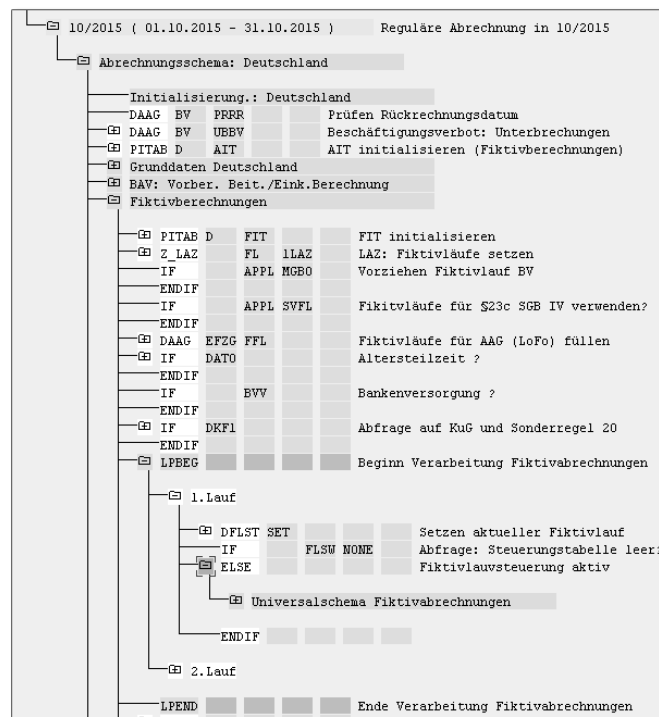 10/2015 ( 01.10.2015 - 31.10.2015 ) Reguläre Abrechnung in 10/2015
Abrechnungsschema: Deutschland
Initialisierung.: Deutschland
DAAG BV PRRR Prüfen Rückrechnungsdatum
DAAG BV UBBV Beschäftigungsverbot: Unterbrechungen
PITAB D AIT AIT initialisieren (Fiktivberechnungen)
Grunddaten Deutschland
BAV: Vorber. Beit./Eink.Berechnung
Fiktivberechnungen
PITAB D FIT FIT initialisieren
Z_LAZ FL 1LAZ LAZ: Fiktivläufe setzen
IF APPL MGB0 Vorziehen Fiktivlauf BV
ENDIF
IF APPL SVFL Fikitvläufe für §23c SGB IV verwenden?
ENDIF
DAAG EFZG FFL Fiktivläufe für AAG (LoFo) füllen
IF DATO Altersteilzeit ?
ENDIF
IF BVV Bankenversorgung ?
ENDIF
IF DKF1 Abfrage auf KuG und Sonderregel 20
ENDIF
LPBEG Beginn Verarbeitung Fiktivabrechnungen
1.Lauf
DFLST SET Setzen aktueller Fiktivlauf
IF FLSW NONE Abfrage: Steuerungstabelle leer?
ELSE Fiktivlauvsteuerung aktiv
Universalschema Fiktivabrechnungen
ENDIF
2.Lauf
LPEND Ende Verarbeitung Fiktivabrechnungen